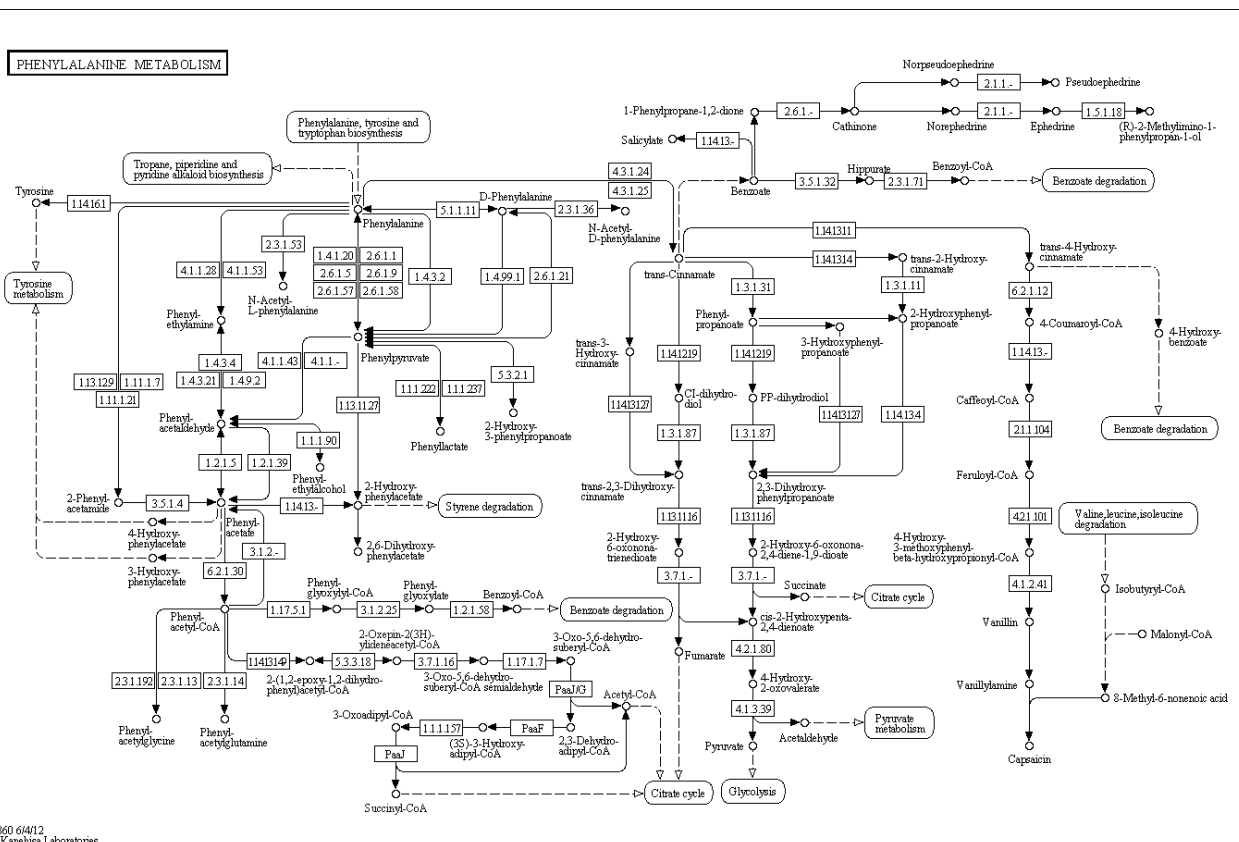 PHENYLALANINE METABOLISM
Norpseudoephedrine
2.1.1.-
Pseudoephedrine
1-Phenylpropane-1,2-dione
2.6.1.-
Cathinone
Norephedrine
2.1.1.-
Ephedrine
1.5.1.18
(R)-2-Methylimino-1-
phenylpropan-1-ol
Phenylalanine, tyrosine and
tryptophan biosynthesis
Salicylate
1.14.13.-
Tropane, piperidine and
pyridine alkaloid biosynthesis
4.3.1.24
4.3.1.25
Benzoate
3.5.1.32
Hippurate
2.3.1.71
Benzoyl-CoA
Benzoate degradation
Tyrosine
1.14.16.1
Phenylalanine
5.1.1.11
D-Phenylalanine
2.3.1.36
N-Acetyl-
D-phenylalanine
1.14.13.11
trans-4-Hydroxy-
cinnamate
2.3.1.53
1.4.1.20
2.6.1.1
4.1.1.28
4.1.1.53
2.6.1.5
2.6.1.9
1.4.3.2
1.4.99.1
2.6.1.21
2.6.1.57
2.6.1.58
trans-Cinnamate
1.14.13.14
trans-2-Hydroxy-
cinnamate
Tyrosine
metabolism
N-Acetyl-
L-phenylalanine
1.3.1.31
1.3.1.11
6.2.1.12
Phenyl-
ethylamine
Phenylpyruvate
Phenyl-
propanoate
2-Hydroxyphenyl-
propanoate
4-Coumaroyl-CoA
4-Hydroxy-
benzoate
trans-3-
Hydroxy-
cinnamate
3-Hydroxyphenyl-
propanoate
1.4.3.4
1.4.3.21
1.4.9.2
4.1.1.43
4.1.1.-
1.14.12.19
1.14.12.19
1.14.13.-
1.13.12.9
1.11.1.7
1.11.1.21
1.13.11.27
1.1.1.222
1.1.1.237
5.3.2.1
CI-dihydro-
diol
PP-dihydrodiol
Caffeoyl-CoA
Phenyl-
acetaldehyde
1.1.1.90
Phenyllactate
2-Hydroxy-
3-phenylpropanoate
1.14.13.127
1.3.1.87
1.3.1.87
1.14.13.127
1.14.13.4
2.1.1.104
Benzoate degradation
1.2.1.5
1.2.1.39
Phenyl-
ethylalcohol
2-Hydroxy-
phenylacetate
trans-2,3-Dihydroxy-
cinnamate
2,3-Dihydroxy-
phenylpropanoate
Feruloyl-CoA
2-Phenyl-
acetamide
3.5.1.4
Phenyl-
acetate
1.14.13.-
Styrene degradation
1.13.11.16
1.13.11.16
4.2.1.101
Valine, leucine, isoleucine
degradation
4-Hydroxy-
phenylacetate
3-Hydroxy-
phenylacetate
3.1.2.-
2,6-Dihydroxy-
phenylacetate
2-Hydroxy-
6-oxonona-
trienedioate
2-Hydroxy-6-oxonona-
2,4-diene-1,9-dioate
4-Hydroxy-
3-methoxyphenyl-
beta-hydroxypropionyl-CoA
6.2.1.30
3.7.1.-
3.7.1.-
4.1.2.41
Isobutyryl-CoA
Phenyl-
acetyl-CoA
1.17.5.1
Phenyl-
glyoxylyl-CoA
3.1.2.25
Phenyl-
glyoxylate
1.2.1.58
Benzoyl-CoA
Benzoate degradation
Succinate
Citrate cycle
cis-2-Hydroxypenta-
2,4-dienoate
Vanillin
Malonyl-CoA
1.14.13.149
5.3.3.18
2-Oxepin-2(3H)-
ylideneacetyl-CoA
3.7.1.16
1.17.1.7
3-Oxo-5,6-dehydro-
suberyl-CoA
Fumarate
4.2.1.80
2-(1,2-epoxy-1,2-dihydro-
phenyl)acetyl-CoA
3-Oxo-5,6-dehydro-
suberyl-CoA semialdehyde
PaaJ/G
4-Hydroxy-
2-oxovalerate
Vanillylamine
8-Methyl-6-nonenoic acid
2.3.1.192
2.3.1.13
2.3.1.14
Acetyl-CoA
4.1.3.39
Phenyl-
acetylglycine
Phenyl-
acetylglutamine
3-Oxoadipyl-CoA
1.1.1.157
(3S)-3-Hydroxy-
adipyl-CoA
PaaF
2,3-Dehydro-
adipyl-CoA
Acetaldehyde
Pyruvate
metabolism
PaaJ
Pyruvate
Capsaicin
Succinyl-CoA
Citrate cycle
Glycolysis
360 6/4/12
Kanehisa Laboratories